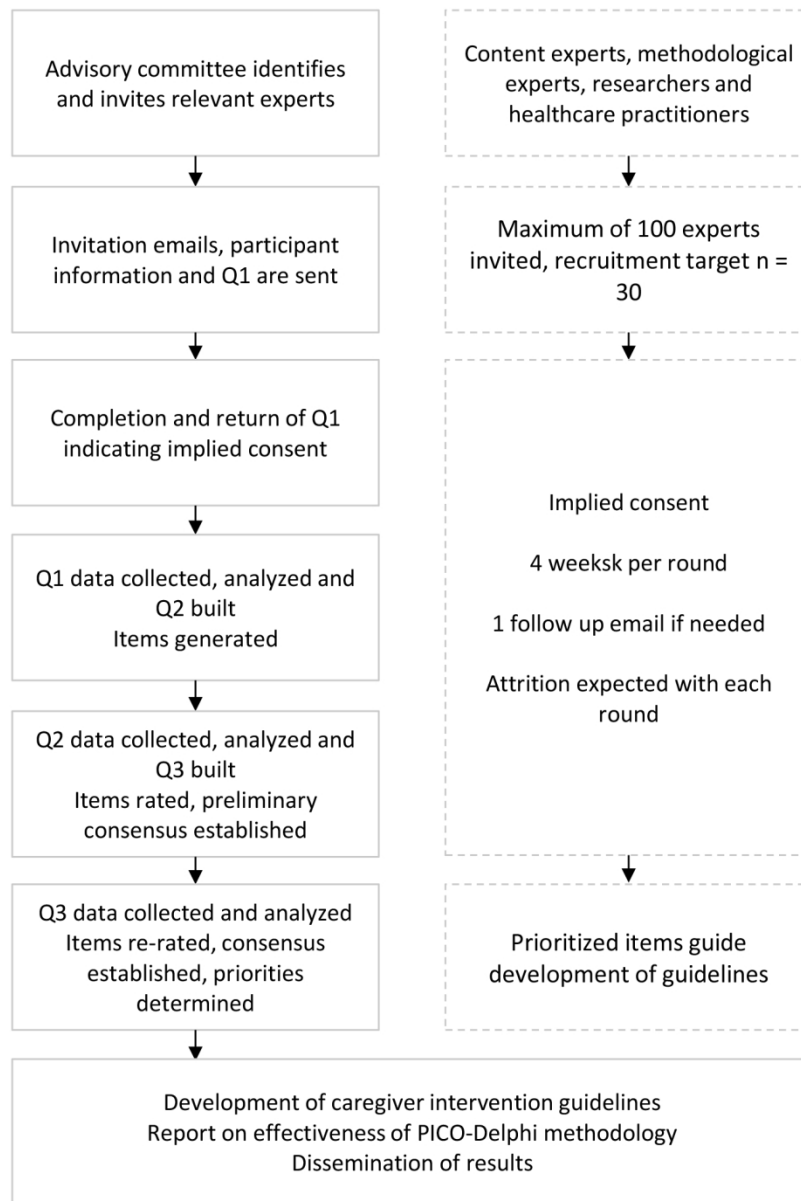 Advisory committee identifies
and invites relevant experts
Content experts, methodological
experts, researchers and
healthcare practitioners
Invitation emails, participant
information and Q1 are sent
Maximum of 100 experts
invited, recruitment target n =
30
Completion and return of Q1
indicating implied consent
Implied consent
4 weeksk per round
1 follow up email if needed
Attrition expected with each
round
Q1 data collected, analyzed and
Q2 built
Items generated
Q2 data collected, analyzed and
Q3 built
Items rated, preliminary
consensus established
Q3 data collected and analyzed
Items re-rated, consensus
established, priorities
determined
Prioritized items guide
development of guidelines
Development of caregiver intervention guidelines
Report on effectiveness of PICO-Delphi methodology
Dissemination of results